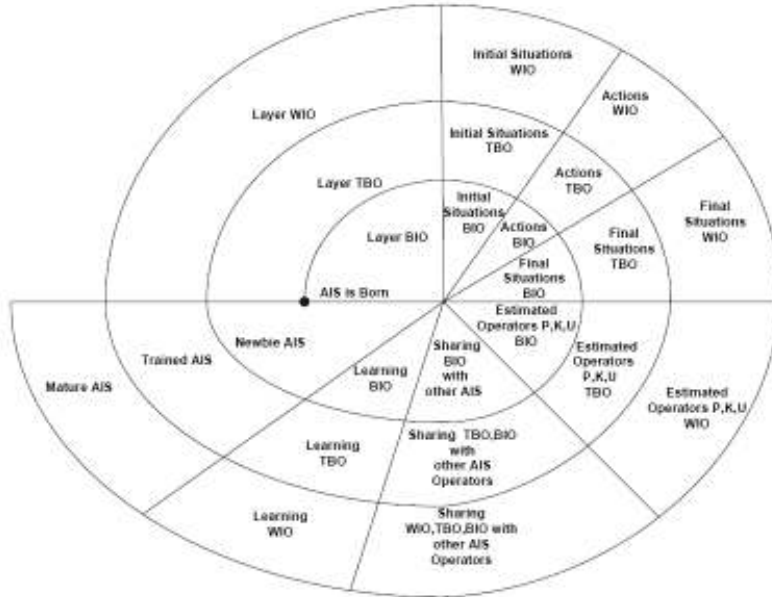 Initial Situations
WIO
Actions
WIO
Layer WIO
Initial Situations
TBO
Actions
TBO
Layer TBO
Initial
Situations
BIO
Final
Situations
WIO
Actions
BIO
Final
Situations
TBO
Layer BIO
Final
Situations
BIO
AIS is Born
Estimated
Operators P,K,U
BIO
Newbie AIS
Sharing
BIO
with
other AIS
Estimated
Operators
P,K,U
TBO
Trained AIS
Mature AIS
Learning
BIO
Estimated
Operators P,K,U
WIO
Sharing TBO,BIO
with
other AIS
Operators
Learning
TBO
Learning
WIO
Sharing
WIO,TBO,BIO with
other AIS
Operators